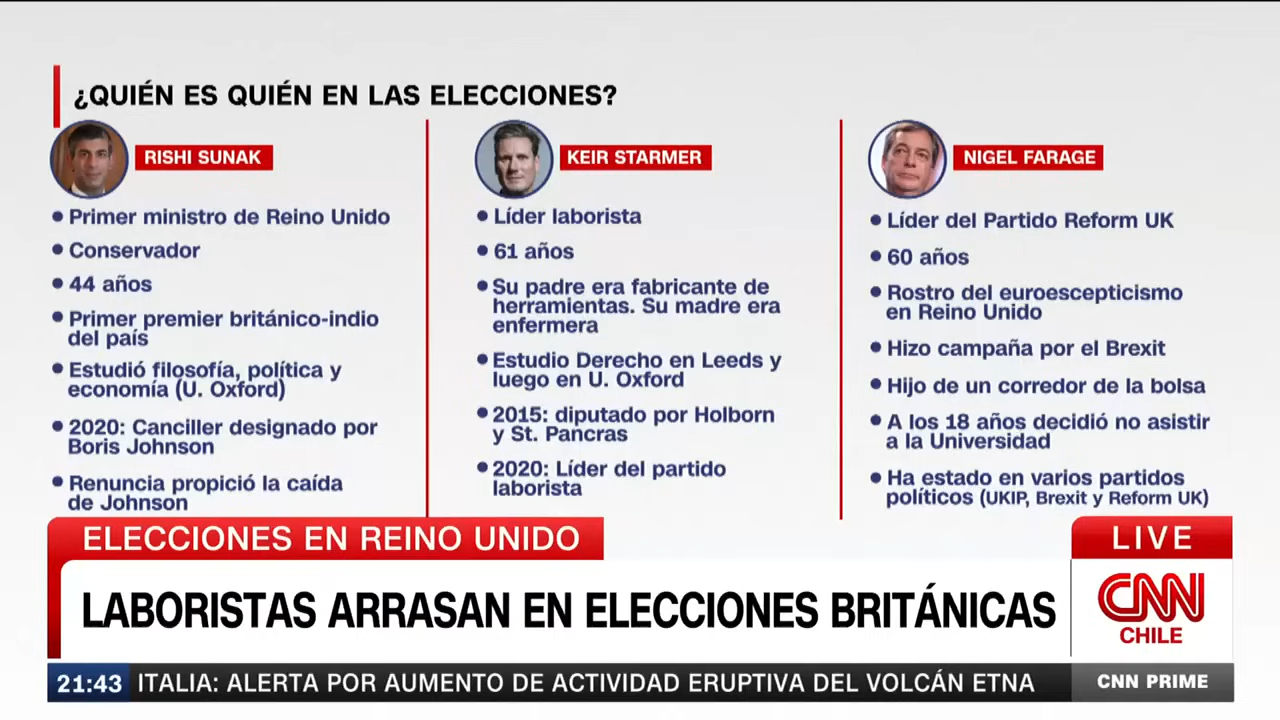 ¿QUIÉN ES QUIÉN EN LAS ELECCIONES?
RISHI SUNAK
Primer ministro de Reino Unido
Conservador
44 años
Primer premier británico-indio
del país
Estudió filosofía, política y
economía (U. Oxford)
2020: Canciller designado por
Boris Johnson
Renuncia propició la caída
de Johnson
KEIR STARMER
Líder laborista
61 años
Su padre era fabricante de
herramientas. Su madre era
enfermera
Estudio Derecho en Leeds y
luego en U. Oxford
2015: diputado por Holborn
y St. Pancras
2020: Líder del partido
laborista
NIGEL FARAGE
Líder del Partido Reform UK
60 años
Rostro del euroescepticismo
en Reino Unido
Hizo campaña por el Brexit
Hijo de un corredor de la bolsa
A los 18 años decidió no asistir
a la Universidad
Ha estado en varios partidos
políticos (UKIP, Brexit y Reform UK)
ELECCIONES EN REINO UNIDO
LIVE
LABORISTAS ARRASAN EN ELECCIONES BRITÁNICAS
CNN
CHILE
21:43 ITALIA: ALERTA POR AUMENTO DE ACTIVIDAD ERUPTIVA DEL VOLCÁN ETNA
CNN PRIME